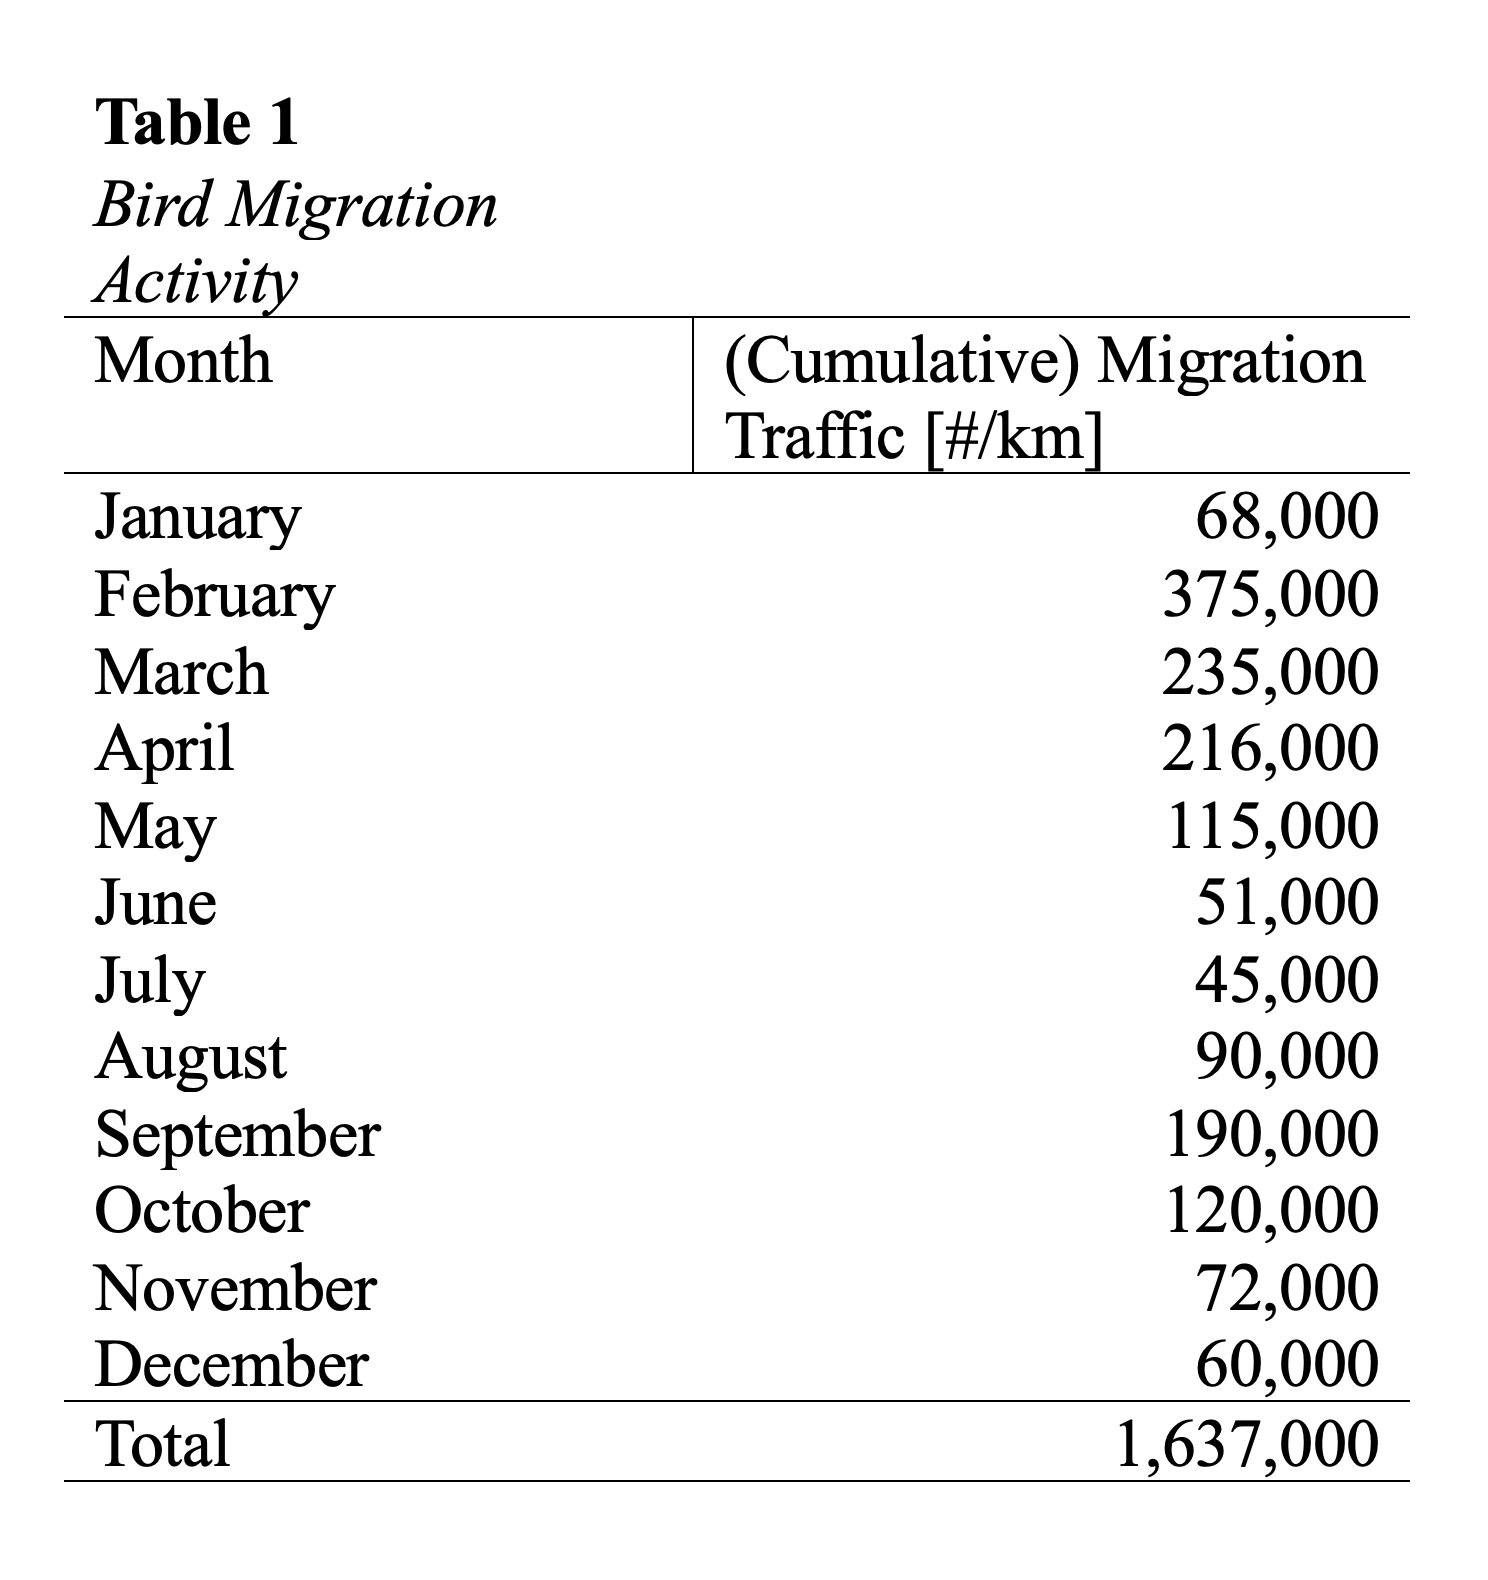 Table 1
Bird Migration
Activity
Month (Cumulative) Migration
Traffic [#/km]
January 68,000
February 375,000
March 235,000
April 216,000
May 115,000
June 51,000
July 45,000
August 90,000
September 190,000
October 120,000
November 72,000
December 60,000
Total 1,637,000